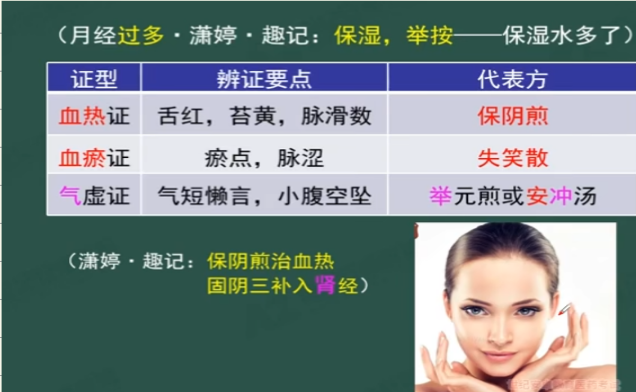 （月经过多·潇婷·趣记：保湿，举按——保湿水多了）
证型 辨证要点 代表方
血热证 舌红，苔黄，脉滑数 保阴煎
血瘀证 瘀点，脉涩 失笑散
气虚证 气短懒言，小腹空坠 举元煎或安冲汤
（潇婷·趣记：保阴煎治血热
固阴三补入肾经）